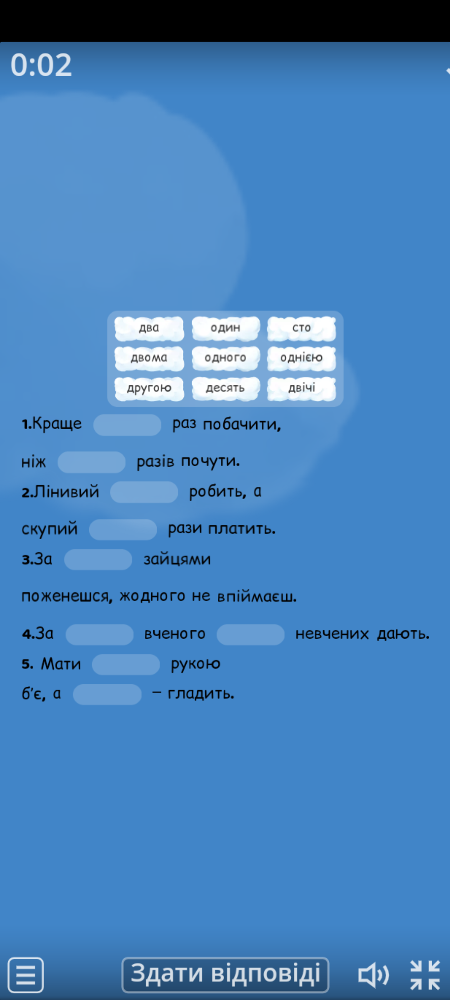 0:02
два один сто
двома одного однією
другою десять двічі
1.Краще раз побачити,
ніж разів почути.
2.Лінивий робить, а
скупий рази платить.
3.За зайцями
поженешся, жодного не впіймаєш.
4.За вченого невчених дають.
5. Мати рукою
б'є, а – гладить.
Здати відповіді